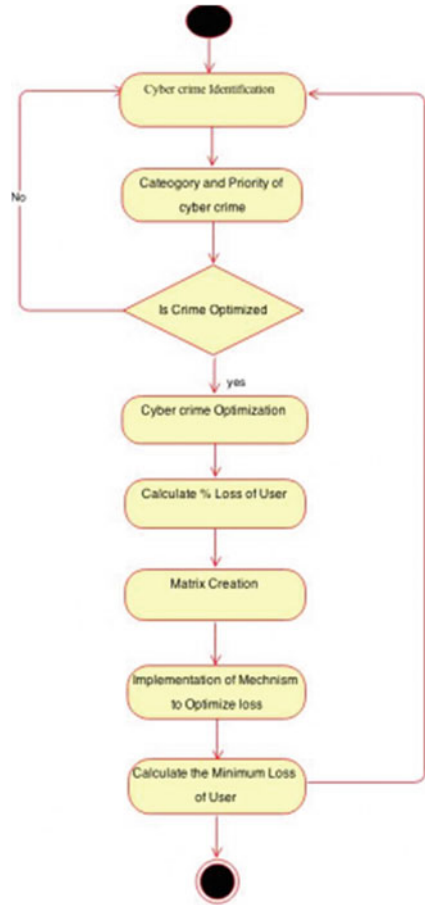 Cyber crime Identification
Cateogory and Priority of
cyber crime
No
Is Crime Optimized
yes
Cyber crime Optimization
Calculate % Loss of User
Matrix Creation
Implementation of Mechnism
to Optimize loss
Calculate the Minimum Loss
of User